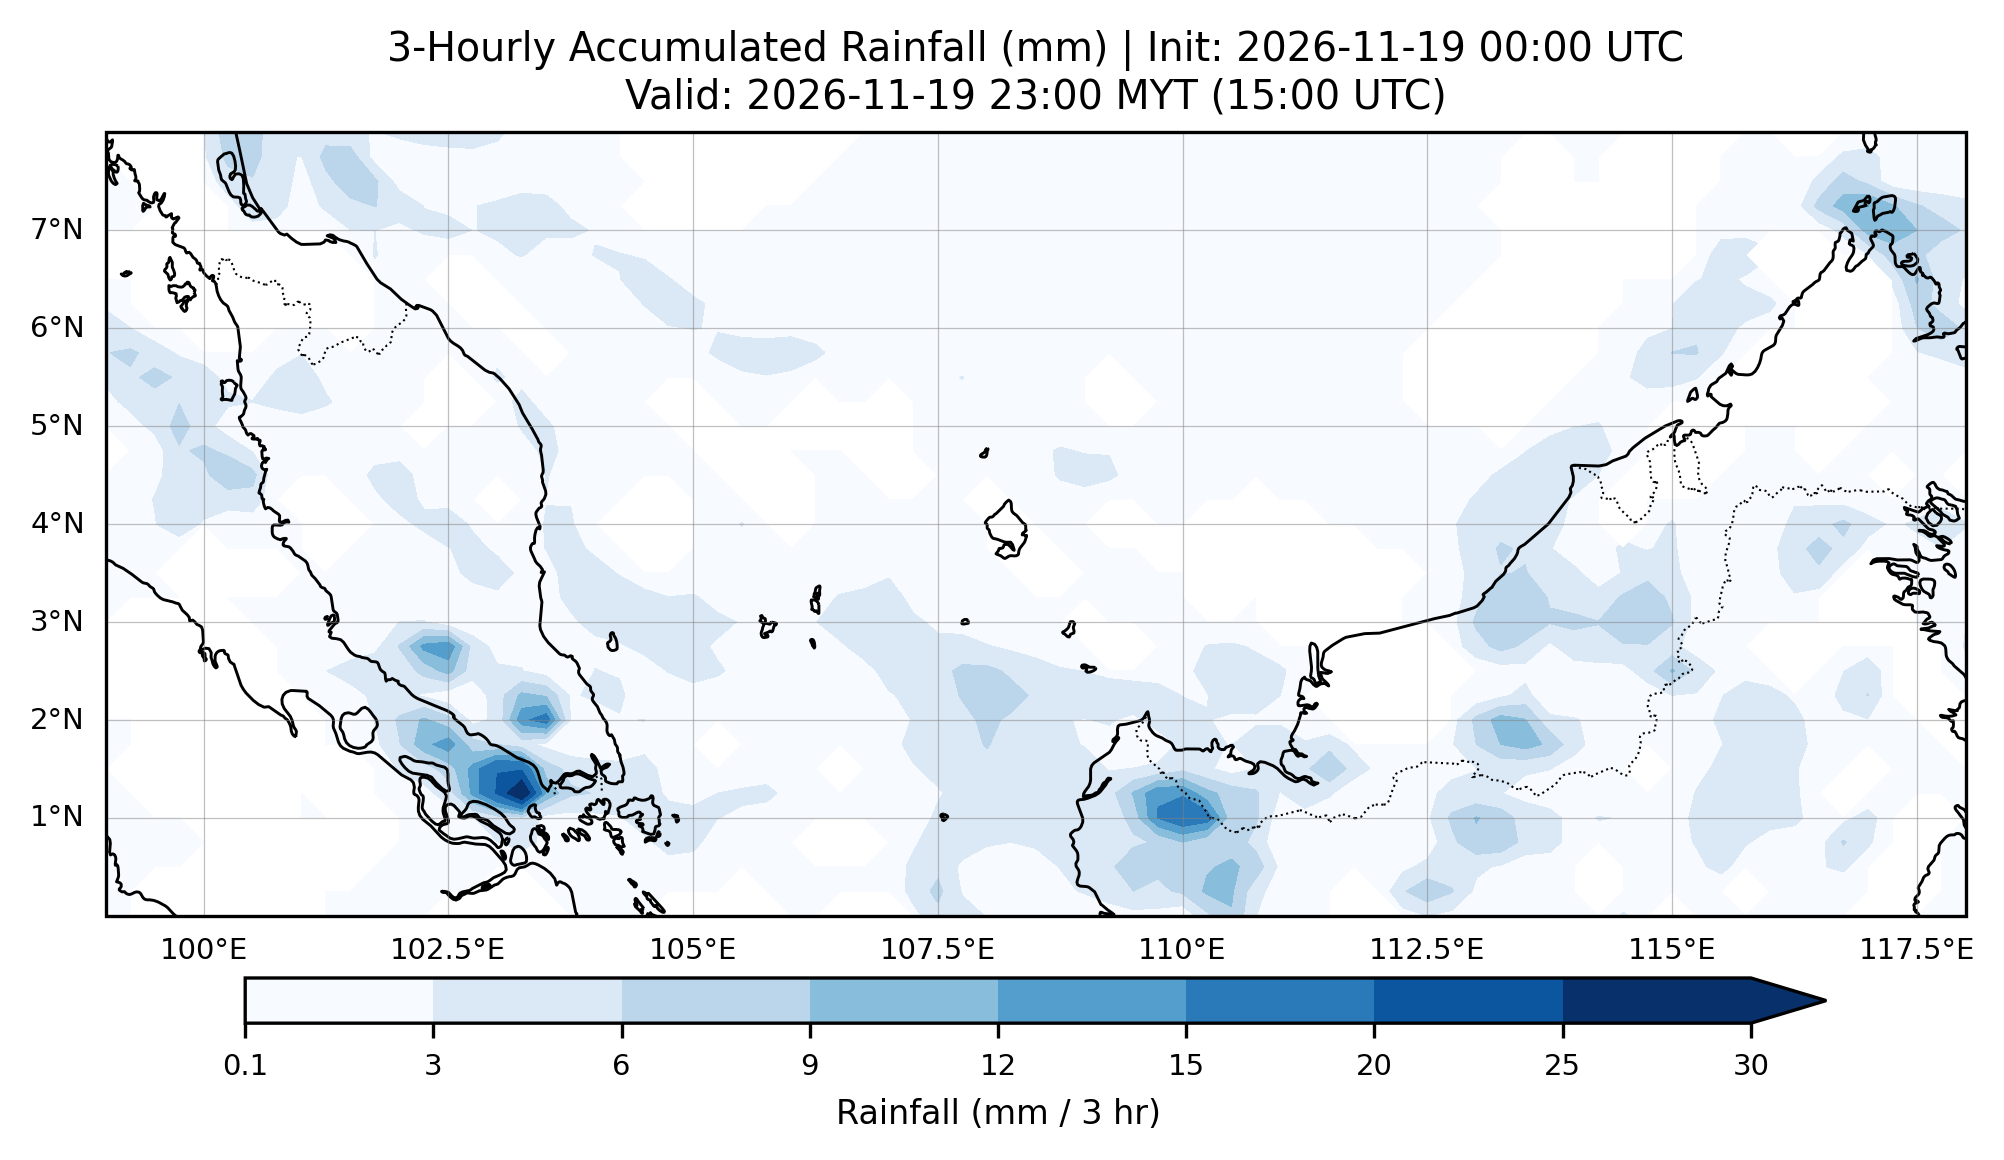 3-Hourly Accumulated Rainfall (mm) | Init: 2026-11-19 00:00 UTC
Valid: 2026-11-19 23:00 MYT (15:00 UTC)
7°N
6°N
5°N
4°N
3°N
2°N
1°N
100°E 102.5°E 105°E 107.5°E 110°E 112.5°E 115°E 117.5°E
0.1 3 6 9 12 15 20 25 30
Rainfall (mm / 3 hr)